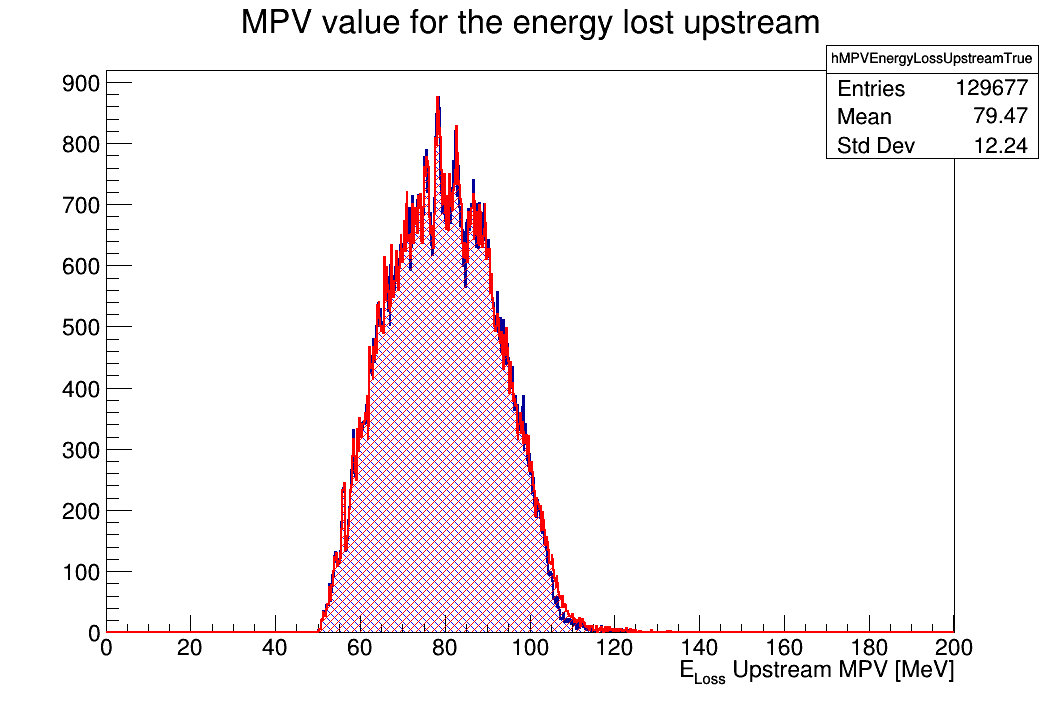 MPV value for the energy lost upstream
hMPVEnergyLossUpstreamTrue
Entries 129677
Mean 79.47
Std Dev 12.24
900
800
700
600
500
400
300
200
100
0
0 20 40 60 80 100 120 140 160 180 200
E_Loss Upstream MPV [MeV]